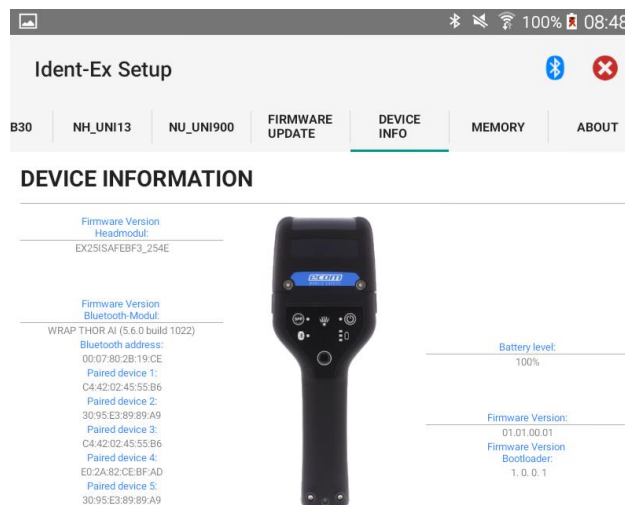 100% 08:48
Ident-Ex Setup
B30 NH_UNI13 NU_UNI900 FIRMWARE UPDATE DEVICE INFO MEMORY ABOUT
DEVICE INFORMATION
Firmware Version
Headmodul:
EX25ISAFEBF3_254E
Firmware Version
Bluetooth-Modul:
WRAP THOR AI (5.6.0 build 1022)
Bluetooth address:
00:07:80:2B:19:CE
Paired device 1:
C4:42:02:45:55:B6
Paired device 2:
30:95:E3:89:89:A9
Paired device 3:
C4:42:02:45:55:B6
Paired device 4:
E0:2A:82:CE:BF:AD
Paired device 5:
30:95:E3:89:89:A9
ecom
OFF
Battery level:
100%
Firmware Version:
01.01.00.01
Firmware Version
Bootloader:
1. 0. 0. 1